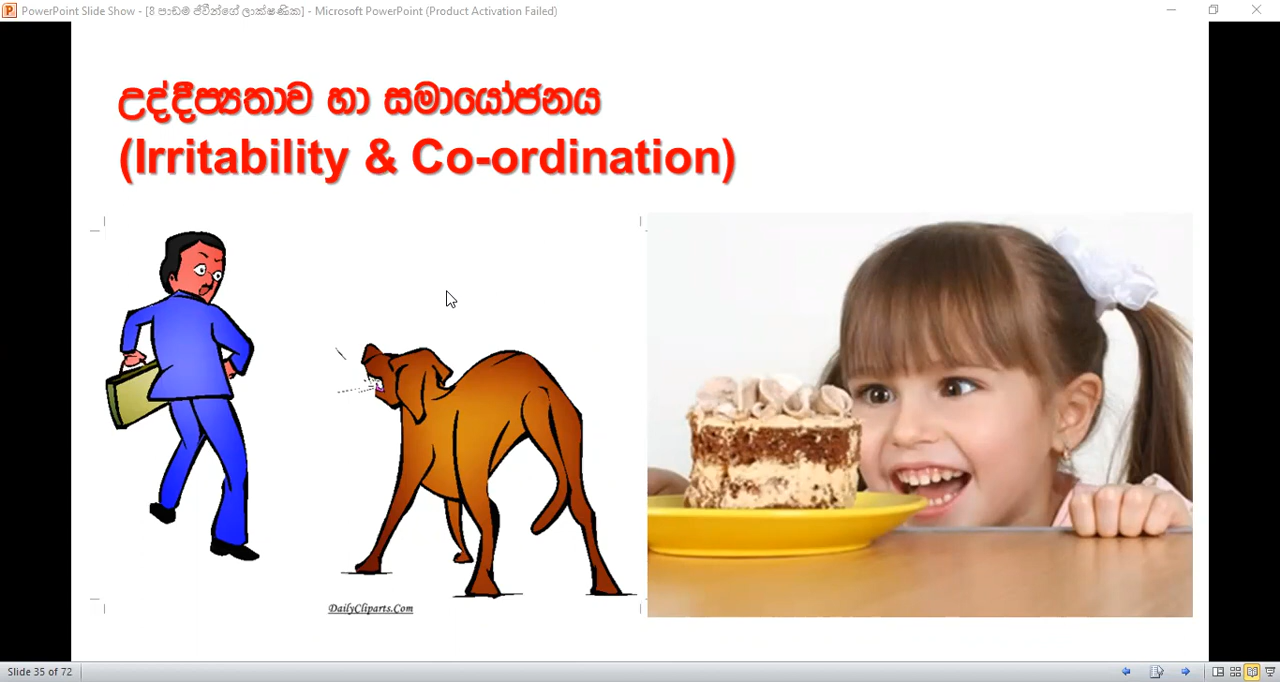 PowerPoint Slide Show - [8 පාඩම ජීවීන්ගේ ලාක්ෂණික] - Microsoft PowerPoint (Product Activation Failed)
උද්දීප්‍යතාව හා සමායෝජනය
(Irritability & Co-ordination)
DailyCliparts.Com
Slide 35 of 72